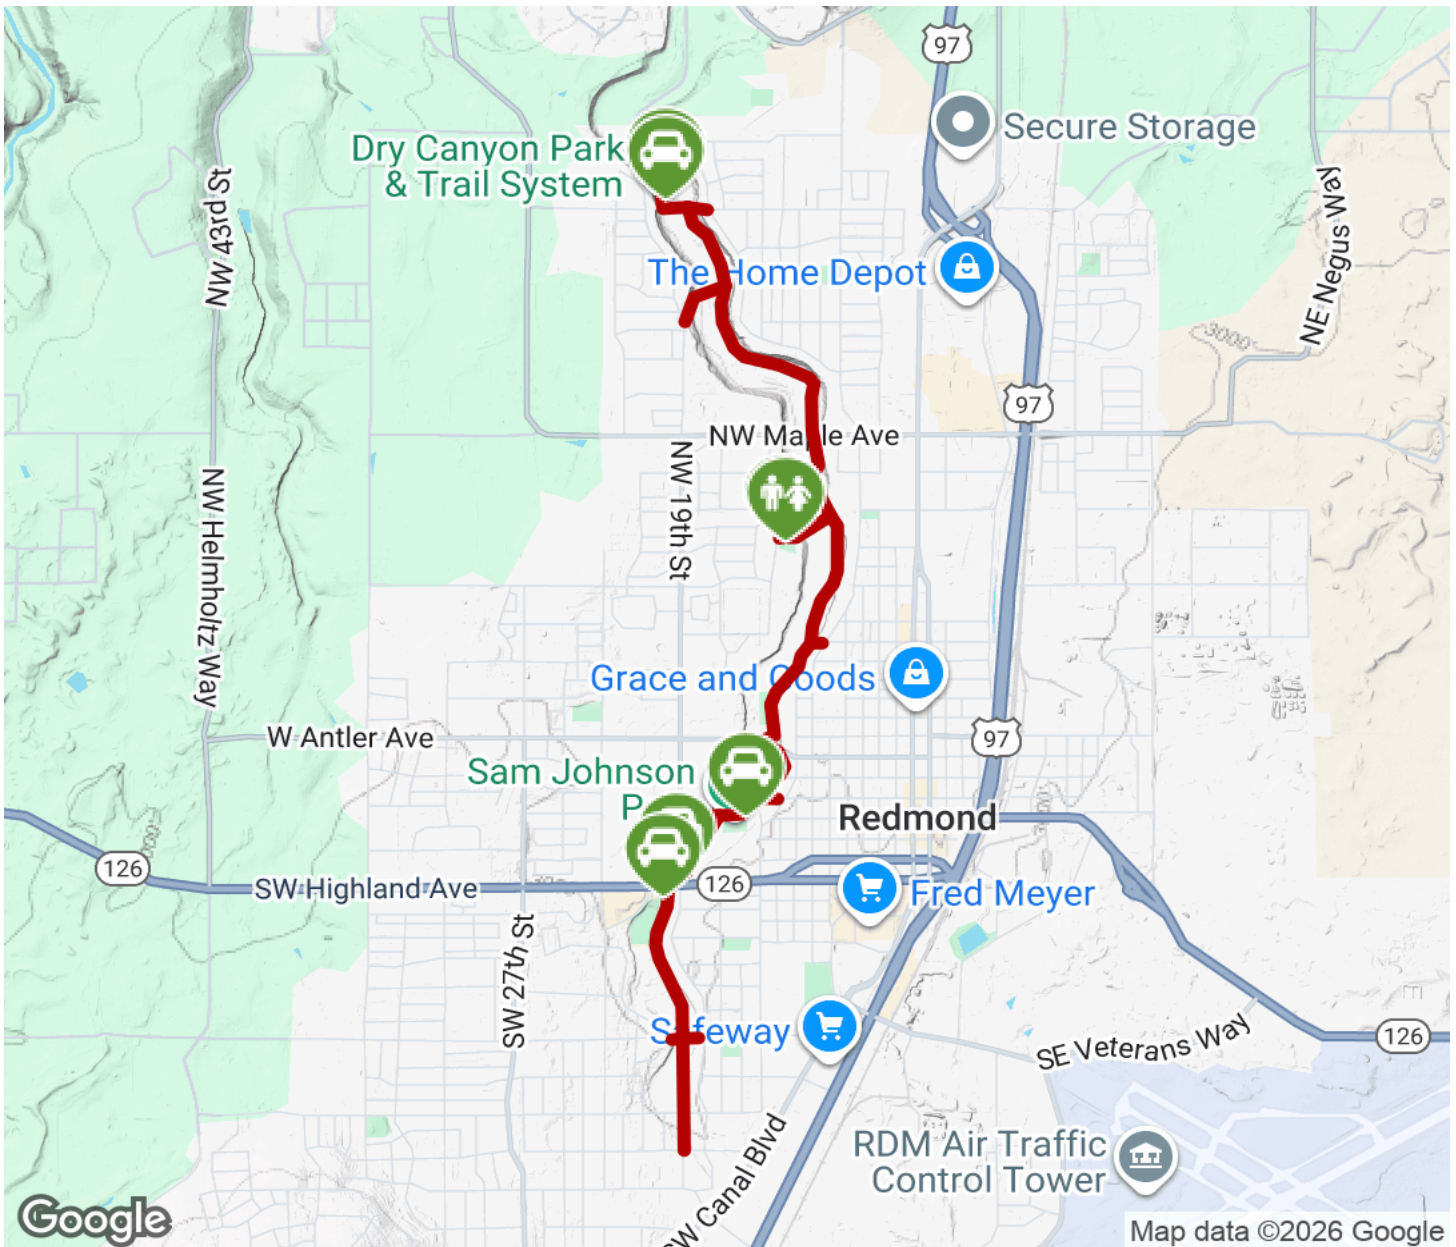 97
Secure Storage
Dry Canyon Park
& Trail System
NW 43rd St
NE Negus Way
The Home Depot
3000
97
NW Maple Ave
NW 19th St
NW Helmholtz Way
Grace and Goods
97
W Antler Ave
Sam Johnson
Redmond
126
SW Highland Ave
126
Fred Meyer
SW 27th St
Safeway
SE Veterans Way
126
SW Canal Blvd
RDM Air Traffic
Control Tower
Google
Map data ©2026 Google